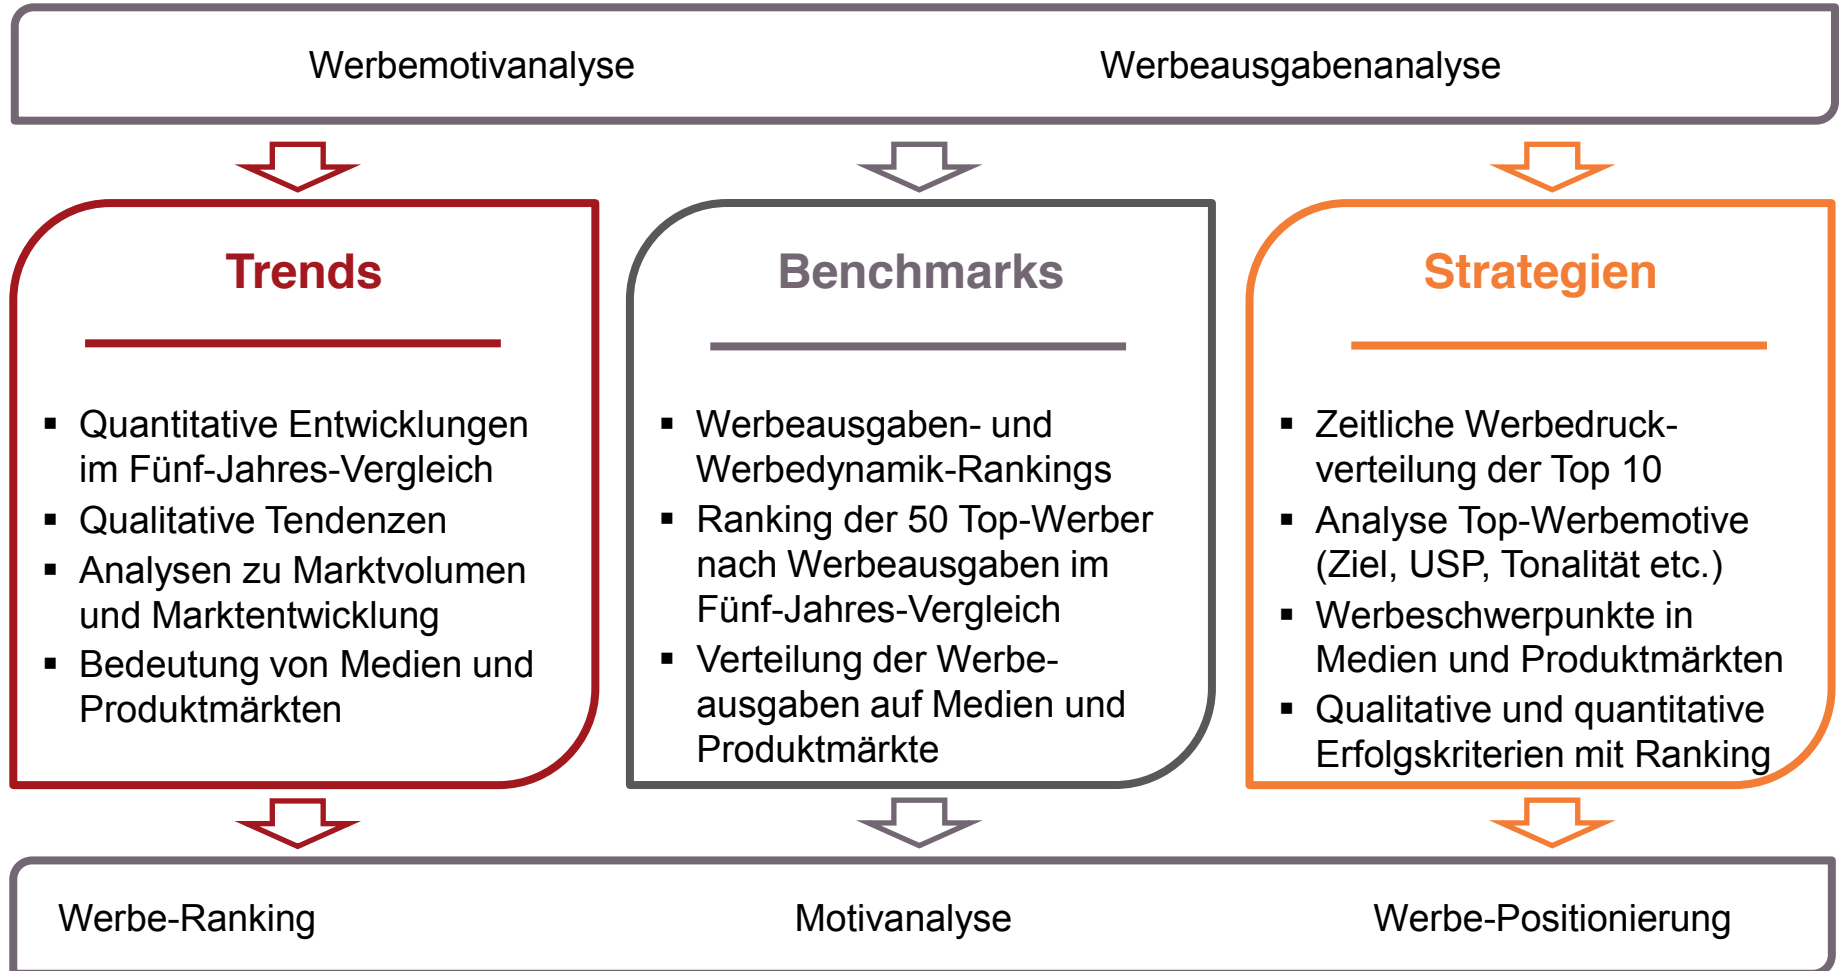 Werbemotivanalyse
Werbeausgabenanalyse
Trends
▪ Quantitative Entwicklungen
im Fünf-Jahres-Vergleich
▪ Qualitative Tendenzen
▪ Analysen zu Marktvolumen
und Marktentwicklung
▪ Bedeutung von Medien und
Produktmärkten
Benchmarks
▪ Werbeausgaben- und
Werbedynamik-Rankings
▪ Ranking der 50 Top-Werber
nach Werbeausgaben im
Fünf-Jahres-Vergleich
▪ Verteilung der Werbe-
ausgaben auf Medien und
Produktmärkte
Strategien
▪ Zeitliche Werbedruck-
verteilung der Top 10
▪ Analyse Top-Werbemotive
(Ziel, USP, Tonalität etc.)
▪ Werbeschwerpunkte in
Medien und Produktmärkten
▪ Qualitative und quantitative
Erfolgskriterien mit Ranking
Werbe-Ranking
Motivanalyse
Werbe-Positionierung